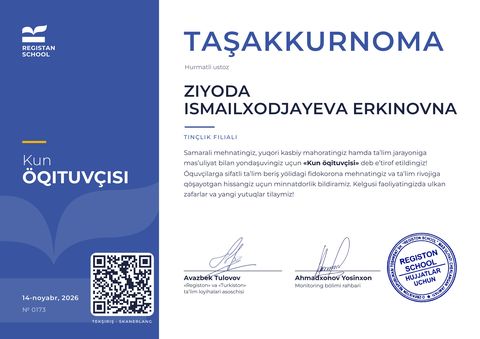 REGISTAN
SCHOOL
Kun
ÖQITUVÇISI
14-noyabr, 2026
№ 0173
TEKŞIRIŞ - SKANERLANG
TAŞAKKURNOMA
Hurmatli ustoz
ZIYODA
ISMAILXODJAYEVA ERKINOVNA
TINÇLIK FILIALI
Samarali mehnatingiz, yuqori kasbiy mahoratingiz hamda ta'lim jarayoniga
mas'uliyat bilan yondaşuvingiz uçun «Kun öqituvçisi» deb e'tirof etildingiz!
Öquvçilarga sifatli ta'lim beriş yölidagi fidokorona mehnatingiz va ta'lim rivojiga
qöşayotgan hissangiz uçun minnatdorlik bildiramiz. Kelgusi faoliyatingizda ulkan
zafarlar va yangi yutuqlar tilaymiz!
Avazbek Tulovov
«Registon» va «Turkiston»
ta'lim loyihalari asoschisi
Ahmadxonov Yosinxon
Monitoring bölimi rahbari
REGISTON
SCHOOL
HUJJATLAR
UCHUN